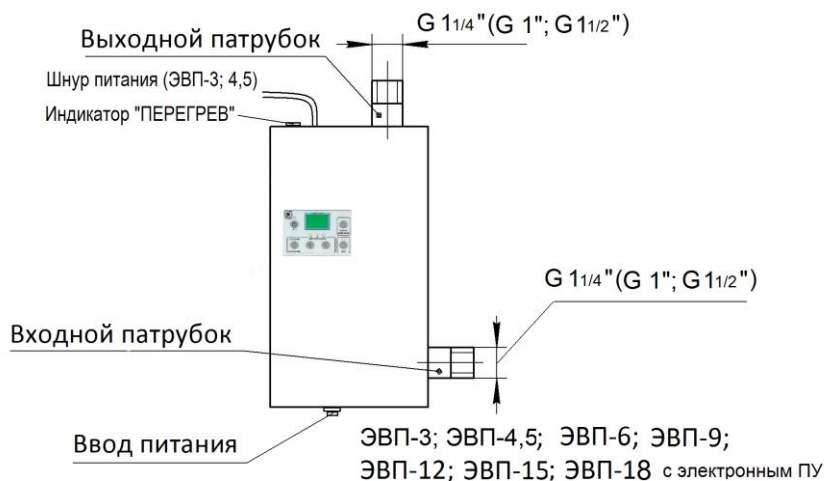 G 1 1/4" (G 1"; G 1 1/2")
Выходной патрубок
Шнур питания (ЭВП-3; 4,5)
Индикатор "ПЕРЕГРЕВ"
G 1 1/4" (G 1"; G 1 1/2")
Входной патрубок
Ввод питания
ЭВП-3; ЭВП-4,5; ЭВП-6; ЭВП-9;
ЭВП-12; ЭВП-15; ЭВП-18 с электронным ПУ